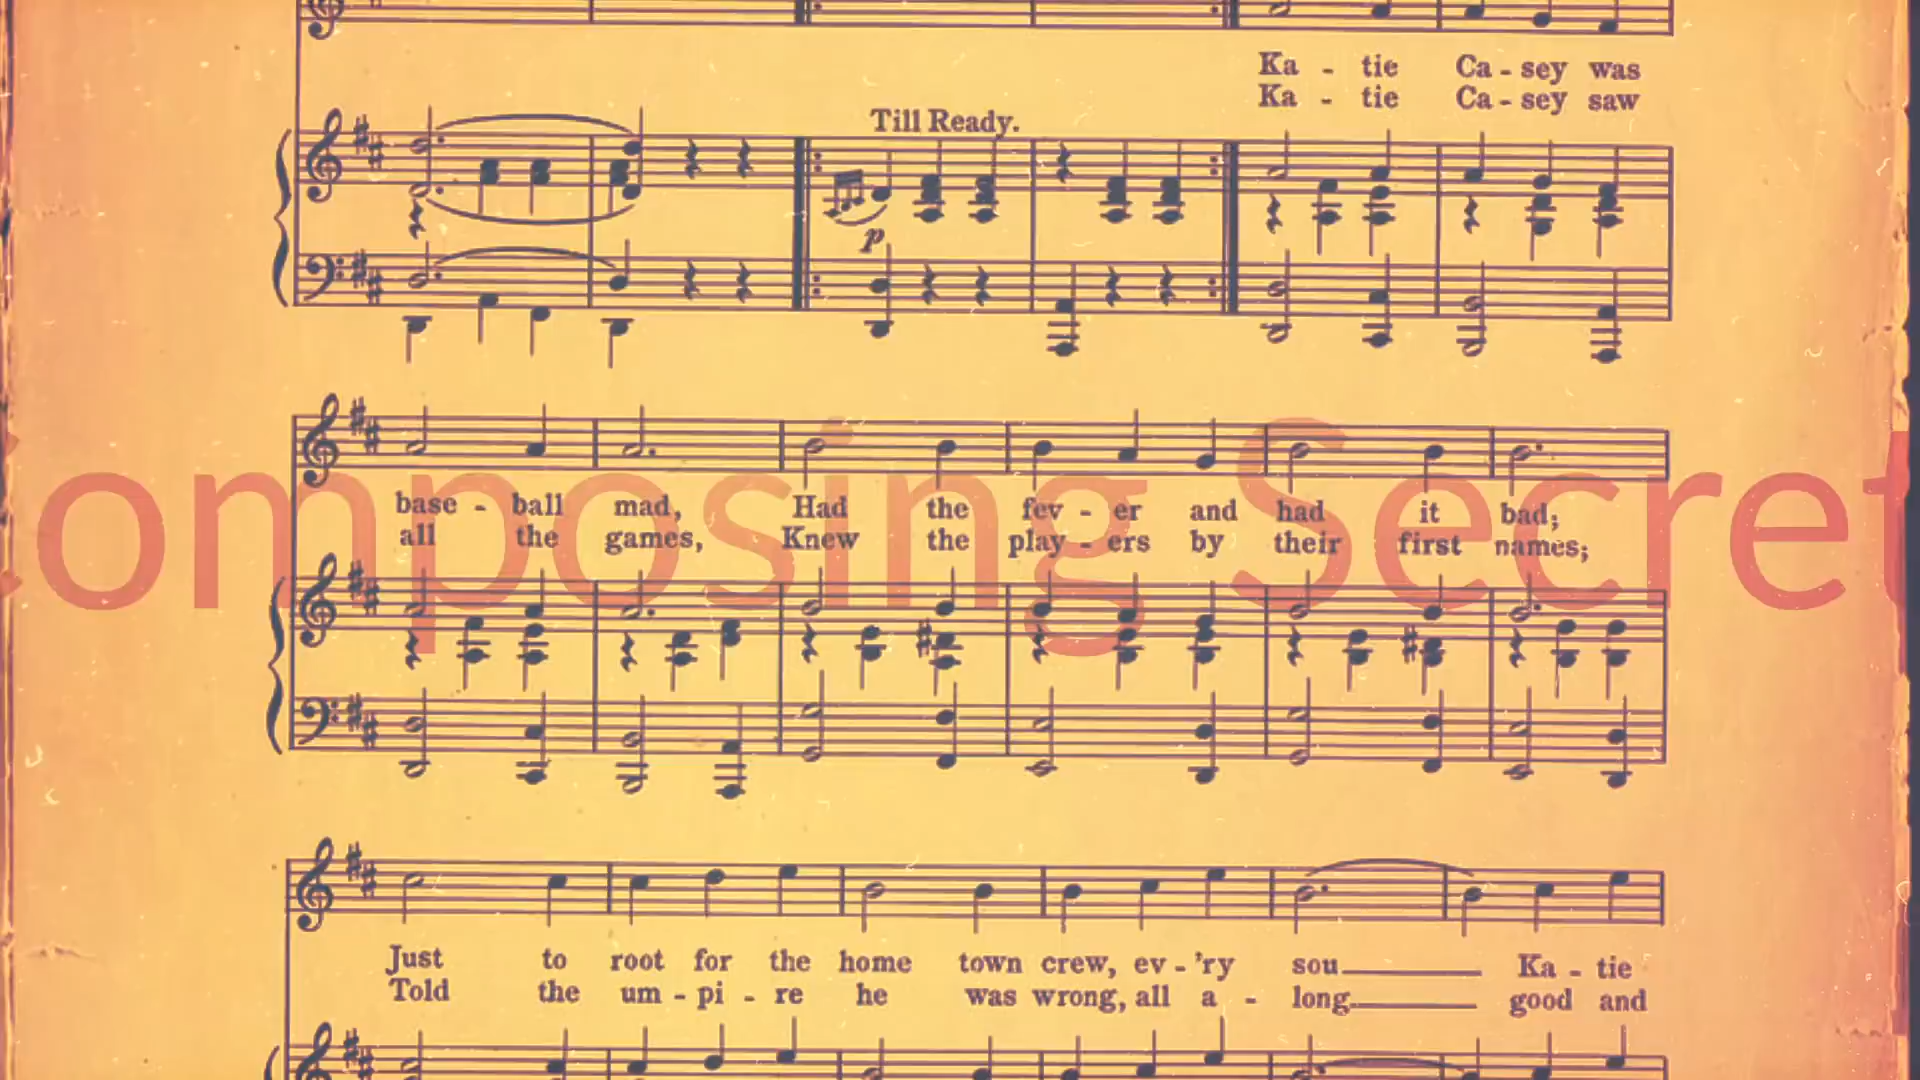 Ka - tie Ca - sey was
Ka - tie Ca - sey saw
Till Ready.
p
omposing Secret
base - ball mad, Had the fev - er and had it bad;
all the games, Knew the play - ers by their first names;
Just to root for the home town crew, ev - 'ry sou Ka - tie
Told the um - pi - re he was wrong, all a - long good and